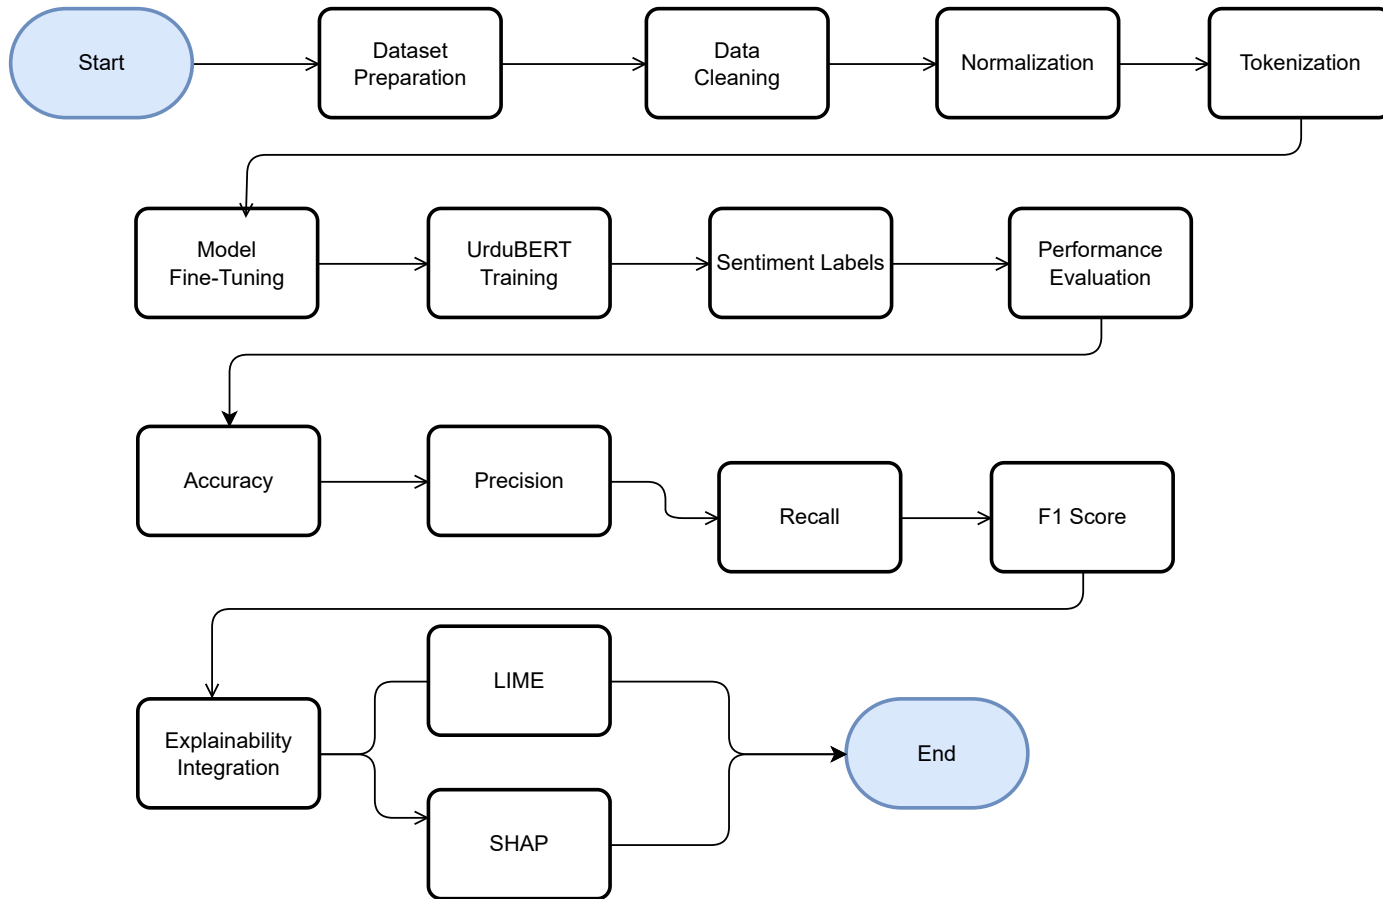 Start
Dataset
Preparation
Data
Cleaning
Normalization
Tokenization
Model
Fine-Tuning
UrduBERT
Training
Sentiment Labels
Performance
Evaluation
Accuracy
Precision
Recall
F1 Score
Explainability
Integration
LIME
SHAP
End